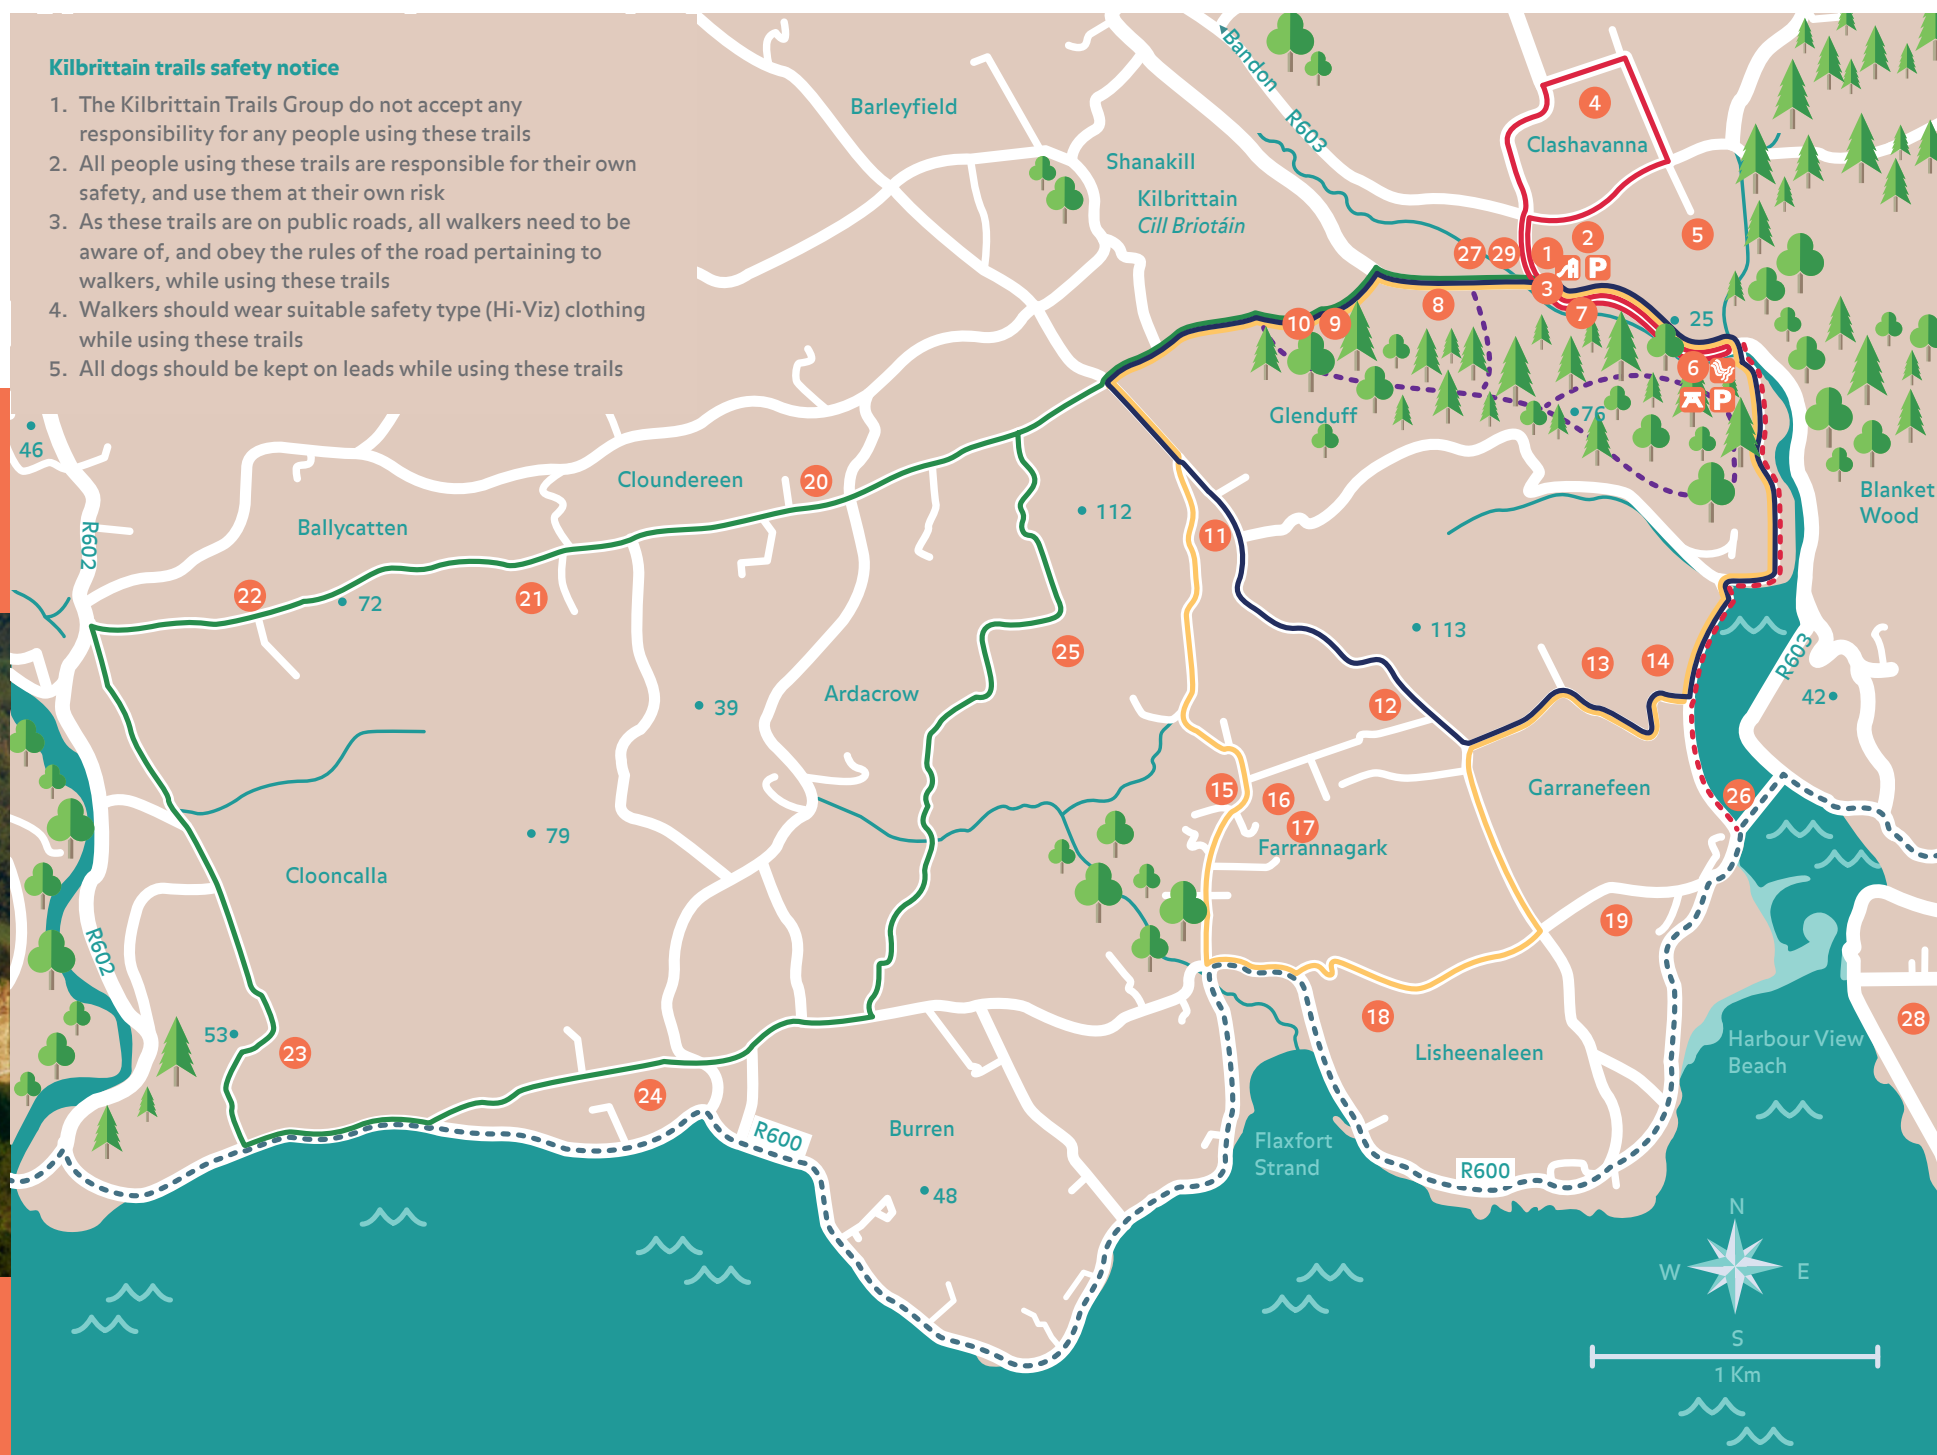 Kilbrittain trails safety notice
1. The Kilbrittain Trails Group do not accept any
responsibility for any people using these trails
2. All people using these trails are responsible for their own
safety, and use them at their own risk
3. As these trails are on public roads, all walkers need to be
aware of, and obey the rules of the road pertaining to
walkers, while using these trails
4. Walkers should wear suitable safety type (Hi-Viz) clothing
while using these trails
5. All dogs should be kept on leads while using these trails
Bandon
R603
Barleyfield
4
Clashavanna
Shanakill
Kilbrittain
Cill Briotáin
5
2
27
29
1
P
3
8
7
25
10
9
6
P
Glenduff
76
46
Cloundereen
20
112
11
Blanket
Wood
Ballycatten
R602
22
72
21
25
113
13
14
R603
42
Ardacrow
39
12
15
16
17
Farrannagark
Garranefeen
26
79
Clooncalla
19
R602
18
28
53
23
Lisheenaleen
Harbour View
Beach
24
R600
Burren
Flaxfort
Strand
R600
48
N
W
E
S
1 Km